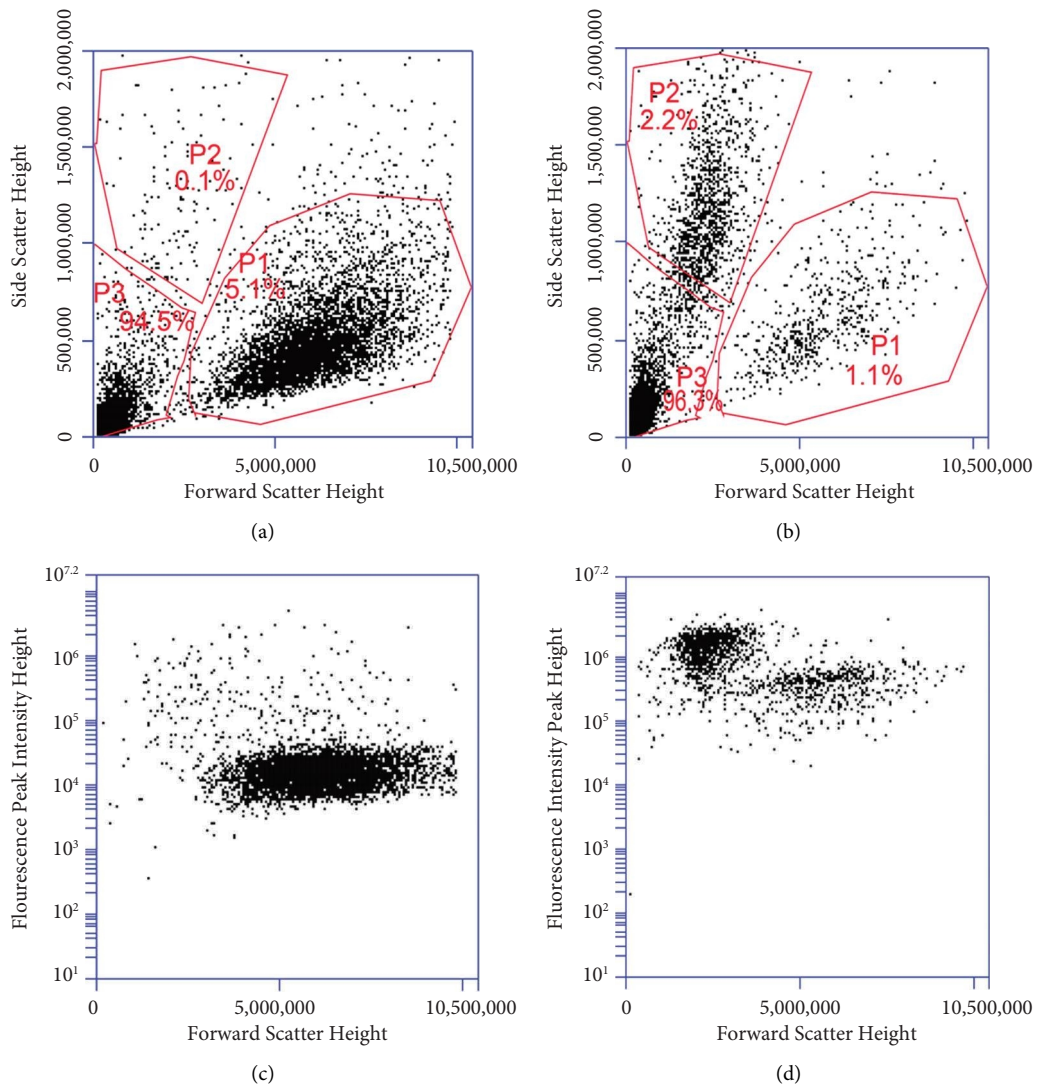 2,000,000
1,500,000
1,000,000
500,000
0
Side Scatter Height
P2
0.1%
P1
5.1%
P3
94.5%
0
5,000,000
10,500,000
Forward Scatter Height
(a)
2,000,000
1,500,000
1,000,000
500,000
0
Side Scatter Height
P2
2.2%
P1
1.1%
P3
96.3%
0
5,000,000
10,500,000
Forward Scatter Height
(b)
10^7.2
10^6
10^5
10^4
10^3
10^2
10^1
Flourescence Peak Intensity Height
0
5,000,000
10,500,000
Forward Scatter Height
(c)
10^7.2
10^6
10^5
10^4
10^3
10^2
10^1
Fluorescence Intensity Peak Height
0
5,000,000
10,500,000
Forward Scatter Height
(d)